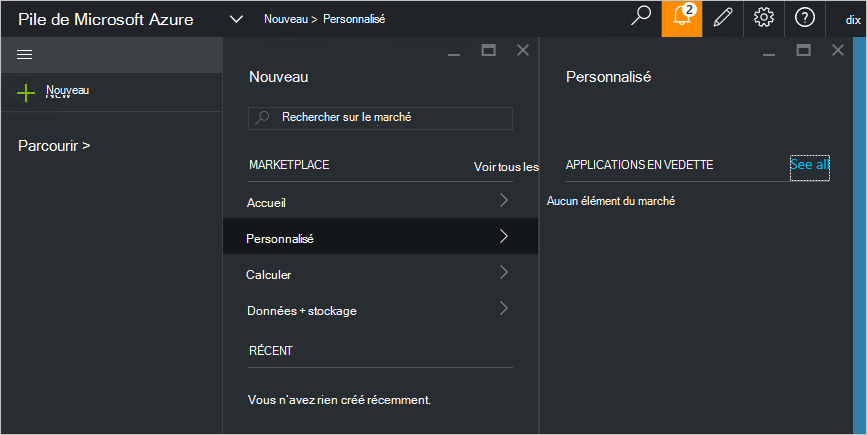 Pile de Microsoft Azure
Nouveau > Personnalisé
2
dix
Nouveau
New
Parcourir >
Nouveau
Rechercher sur le marché
MARKETPLACE
Voir tous les
Accueil
Personnalisé
Calculer
Données + stockage
RÉCENT
Vous n'avez rien créé récemment.
Personnalisé
APPLICATIONS EN VEDETTE
See all
Aucun élément du marché